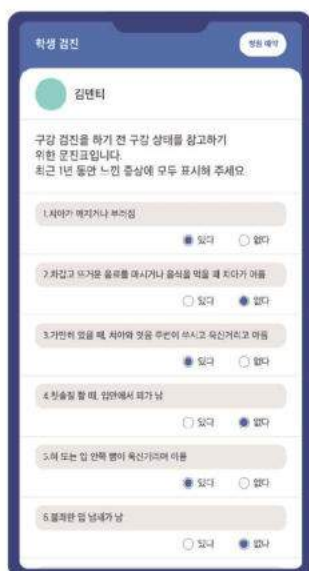 학생 검진
병원 예약
김덴티
구강 검진을 하기 전 구강 상태를 참고하기
위한 문진표입니다.
최근 1년 동안 느낀 증상에 모두 표시해 주세요
1.치아가 깨지거나 부러짐
있다 없다
2.차갑고 뜨거운 음료를 마시거나 음식을 먹을 때 치아가 아픔
있다 없다
3.가만히 있을 때, 치아와 잇몸 주변이 쑤시고 욱신거리고 아픔
있다 없다
4.칫솔질 할 때, 입안에서 피가 남
있다 없다
5.혀 또는 입 안쪽 뺨이 욱신거리며 아픔
있다 없다
6.불쾌한 입 냄새가 남
있다 없다